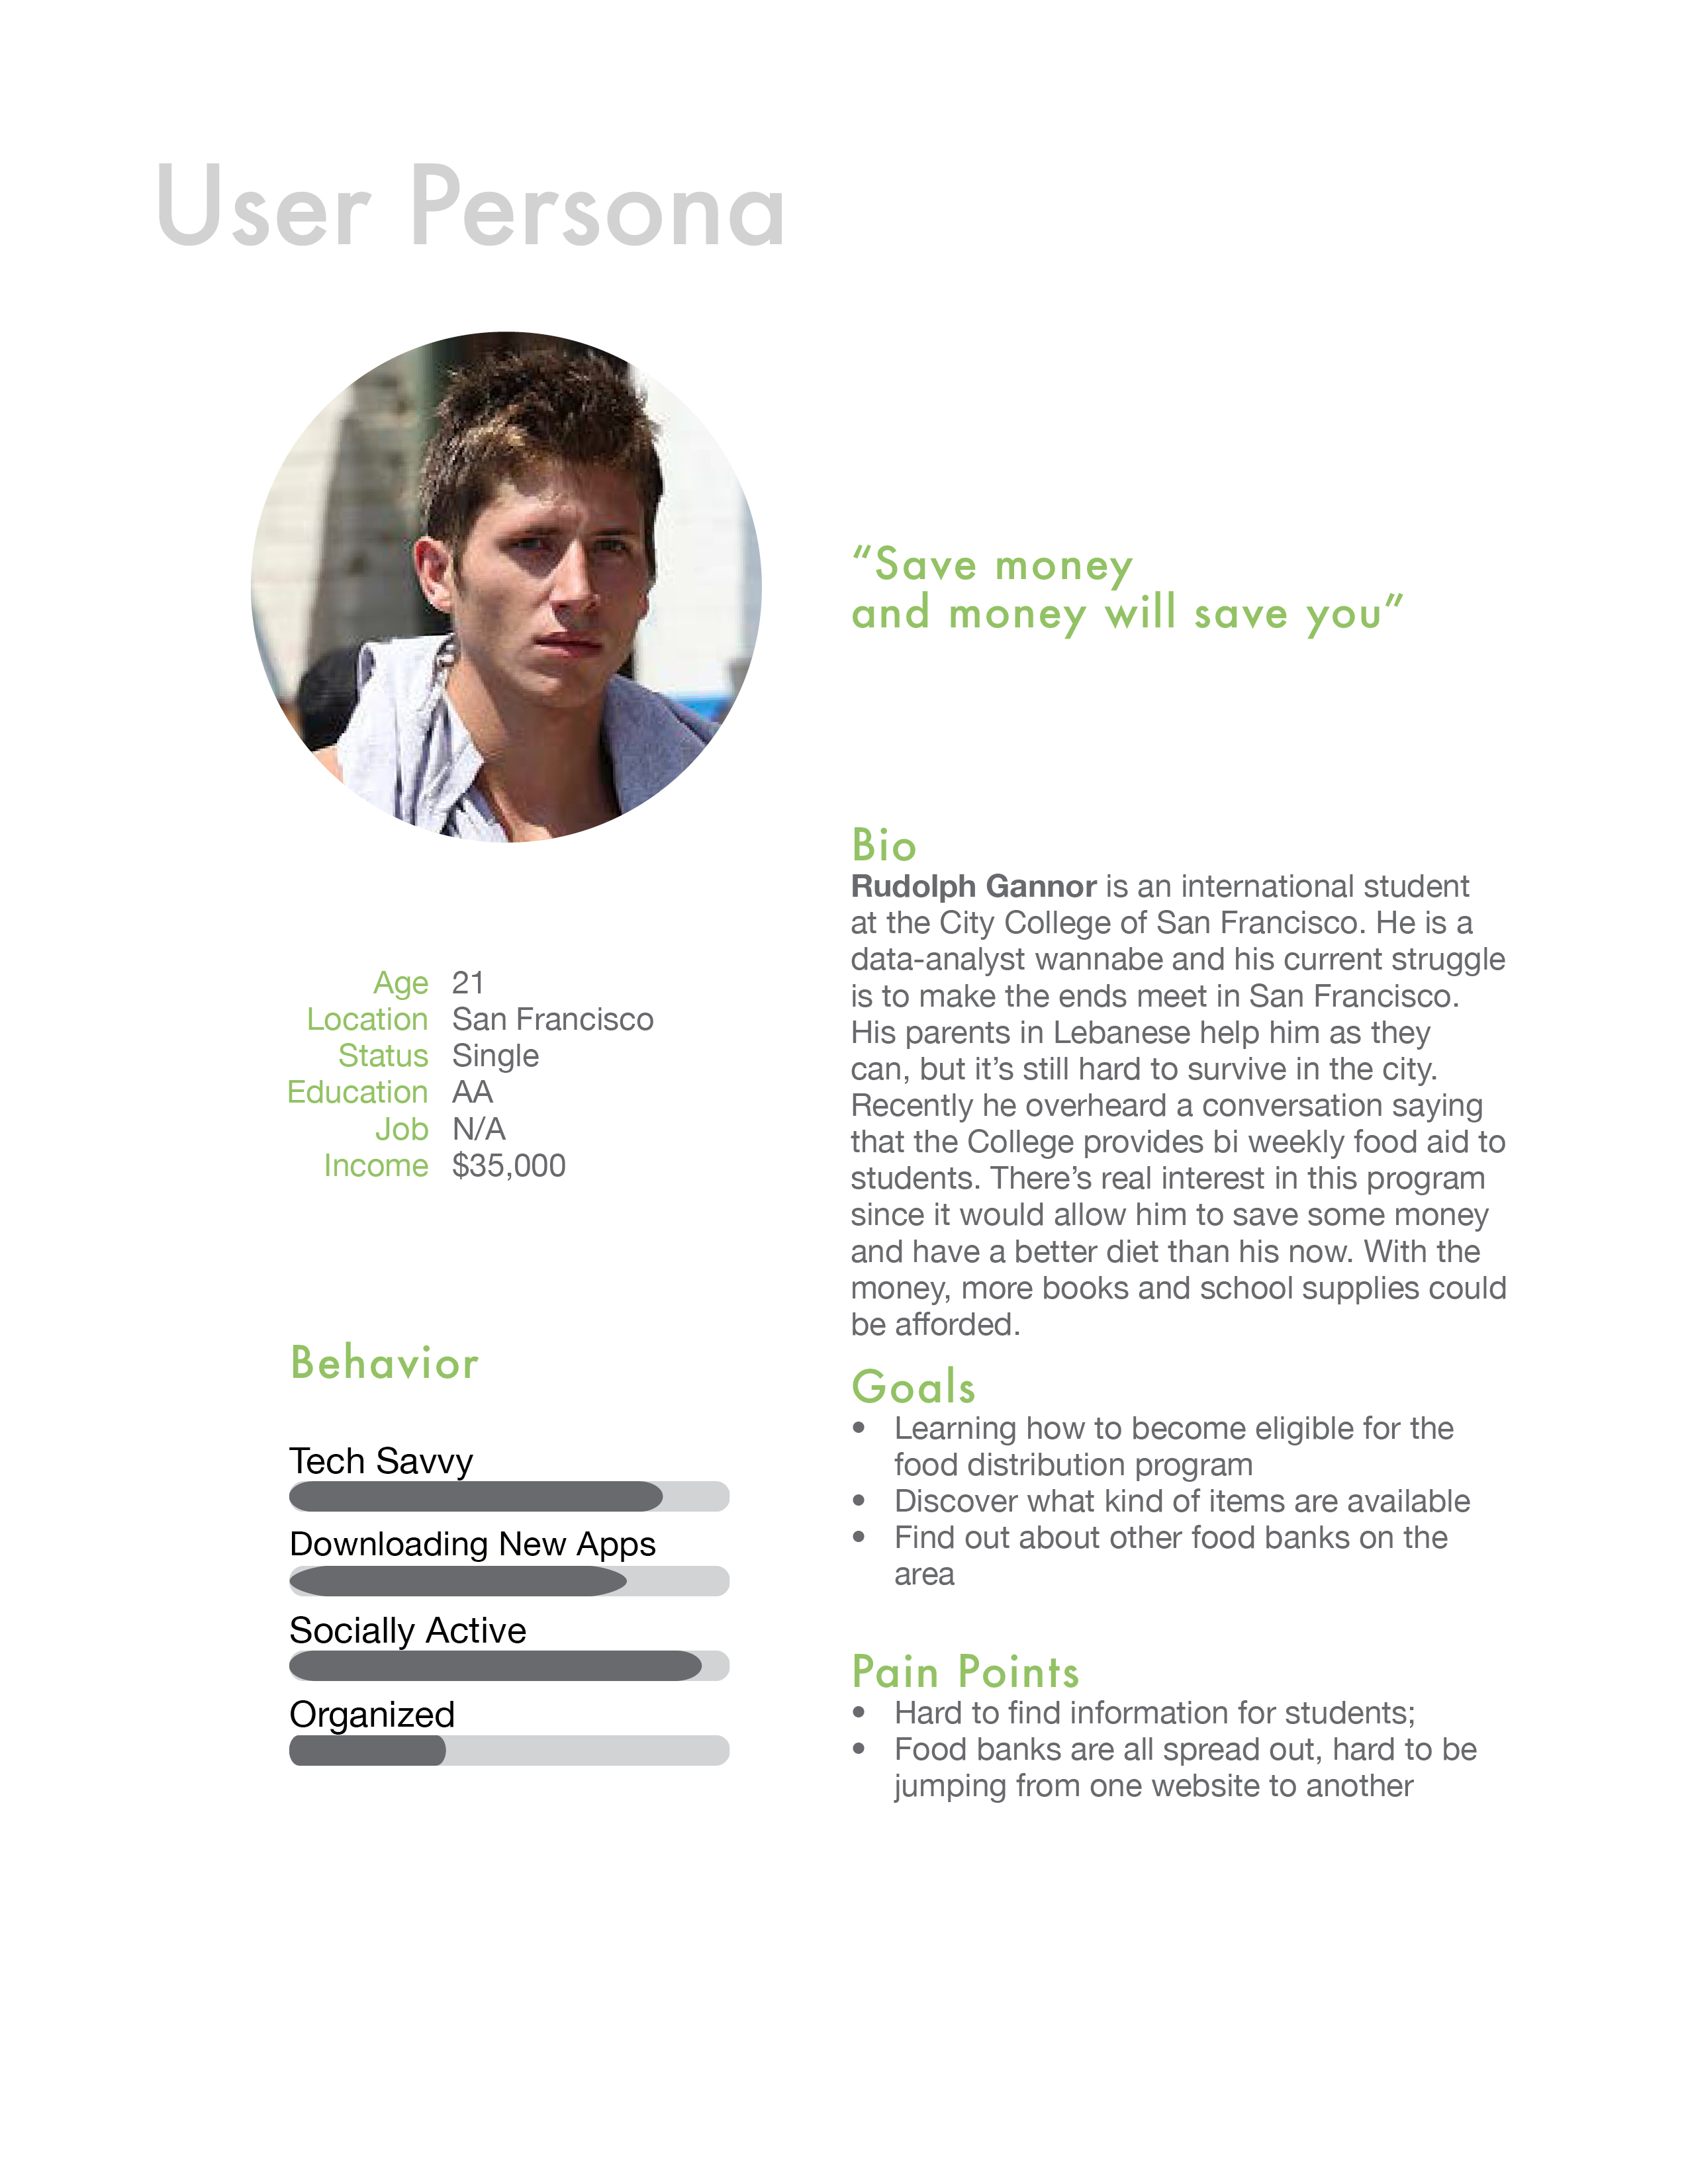 User Persona
“Save money
and money will save you”
Age 21
Location San Francisco
Status Single
Education AA
Job N/A
Income $35,000
Behavior
Tech Savvy
Downloading New Apps
Socially Active
Organized
Bio
Rudolph Gannor is an international student
at the City College of San Francisco. He is a
data-analyst wannabe and his current struggle
is to make the ends meet in San Francisco.
His parents in Lebanese help him as they
can, but it’s still hard to survive in the city.
Recently he overheard a conversation saying
that the College provides bi weekly food aid to
students. There’s real interest in this program
since it would allow him to save some money
and have a better diet than his now. With the
money, more books and school supplies could
be afforded.
Goals
• Learning how to become eligible for the
food distribution program
• Discover what kind of items are available
• Find out about other food banks on the
area
Pain Points
• Hard to find information for students;
• Food banks are all spread out, hard to be
jumping from one website to another